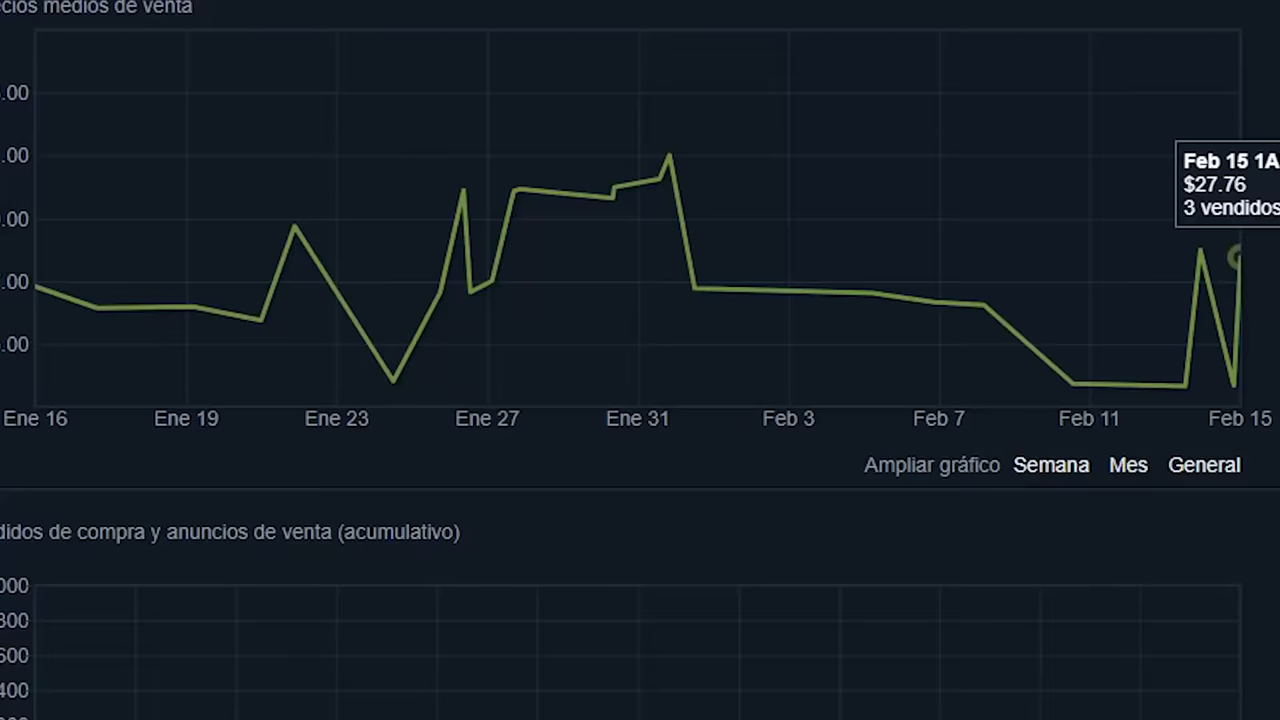 cios medios de venta
.00
.00
.00
.00
.00
Feb 15 1A
$27.76
3 vendidos
Ene 16 Ene 19 Ene 23 Ene 27 Ene 31 Feb 3 Feb 7 Feb 11 Feb 15
Ampliar gráfico Semana Mes General
didos de compra y anuncios de venta (acumulativo)
000
800
600
400